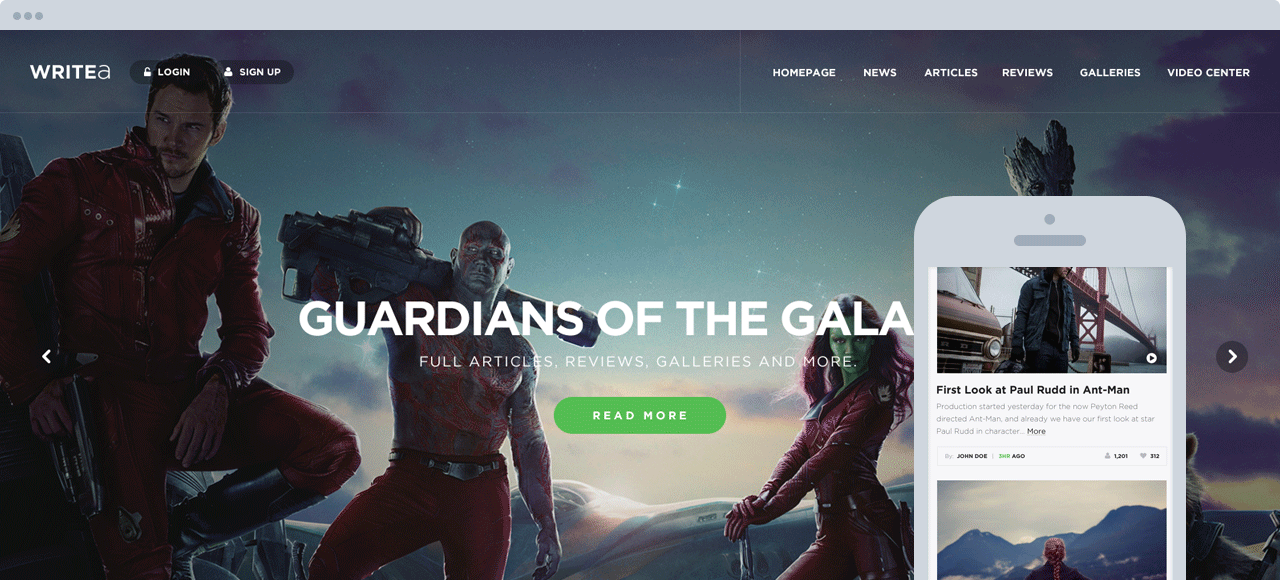 WRITEa
LOGIN
SIGN UP
HOMEPAGE
NEWS
ARTICLES
REVIEWS
GALLERIES
VIDEO CENTER
GUARDIANS OF THE GALA
FULL ARTICLES, REVIEWS, GALLERIES AND MORE.
READ MORE
First Look at Paul Rudd in Ant-Man
Production started yesterday for the now Peyton Reed
directed Ant-Man, and already we have our first look at star
Paul Rudd in character... More
By: JOHN DOE | 3HR AGO
1,201
312